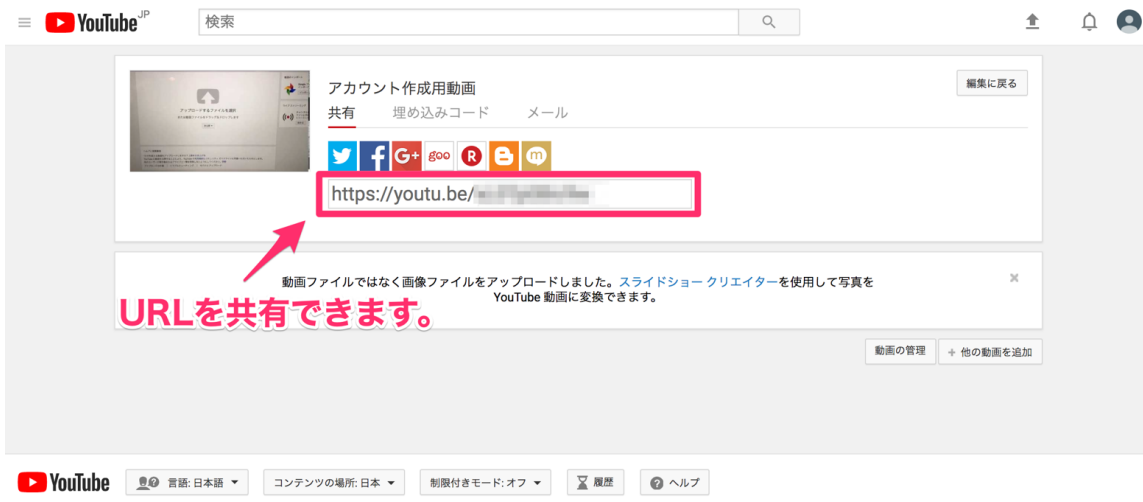 YouTube JP
検索
アカウント作成用動画
編集に戻る
共有 埋め込みコード メール
G+ goo R B m
https://youtu.be/
動画ファイルではなく画像ファイルをアップロードしました。スライドショー クリエイターを使用して写真を
YouTube 動画に変換できます。
URLを共有できます。
動画の管理 + 他の動画を追加
YouTube 言語: 日本語 コンテンツの場所: 日本 制限付きモード: オフ 履歴 ヘルプ